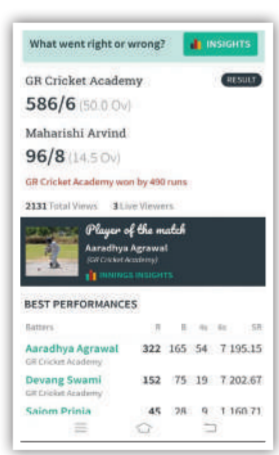 What went right or wrong?
INSIGHTS
GR Cricket Academy
RESULT
586/6 (50.0 Ov)
Maharishi Arvind
96/8 (14.5 Ov)
GR Cricket Academy won by 490 runs
2131 Total Views 3 Live Viewers
Player of the match
Aaradhya Agrawal
(GR Cricket Academy)
INNINGS INSIGHTS
BEST PERFORMANCES
Batters R B 4s 6s SR
Aaradhya Agrawal 322 165 54 7 195.15
GR Cricket Academy
Devang Swami 152 75 19 7 202.67
GR Cricket Academy
45 28 9 1 160.71